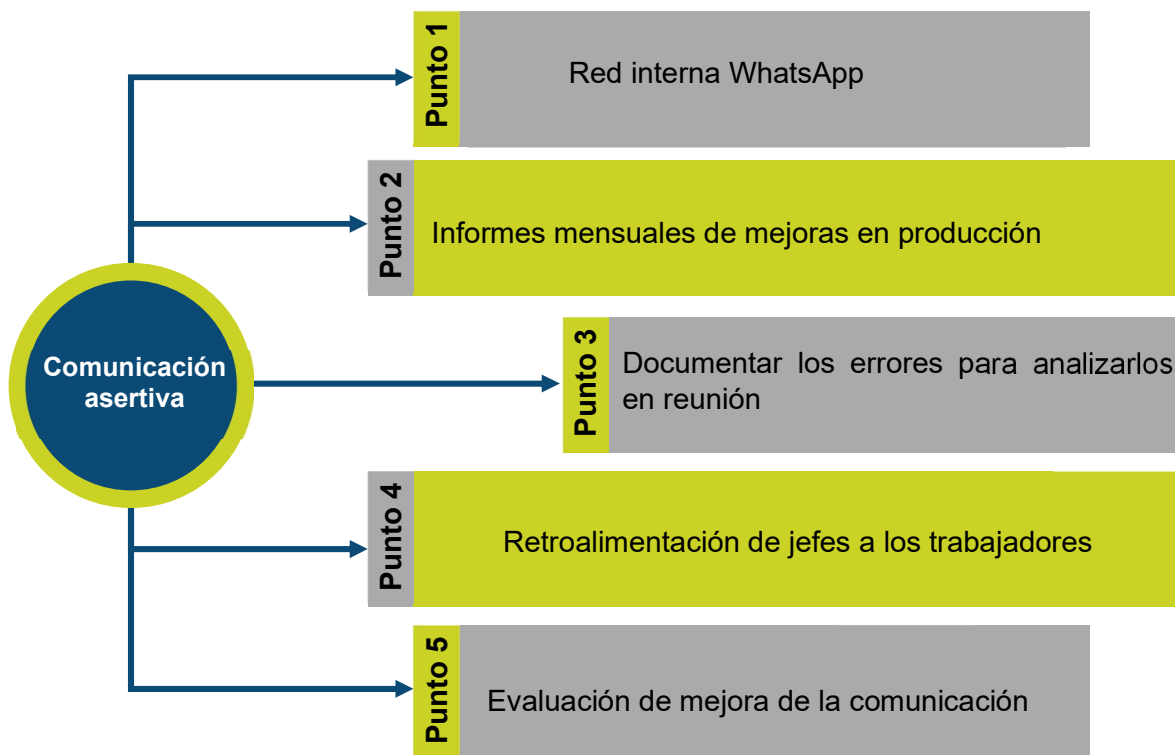 Punto 1
Red interna WhatsApp
Punto 2
Informes mensuales de mejoras en producción
Comunicación
asertiva
Punto 3
Documentar los errores para analizarlos
en reunión
Punto 4
Retroalimentación de jefes a los trabajadores
Punto 5
Evaluación de mejora de la comunicación